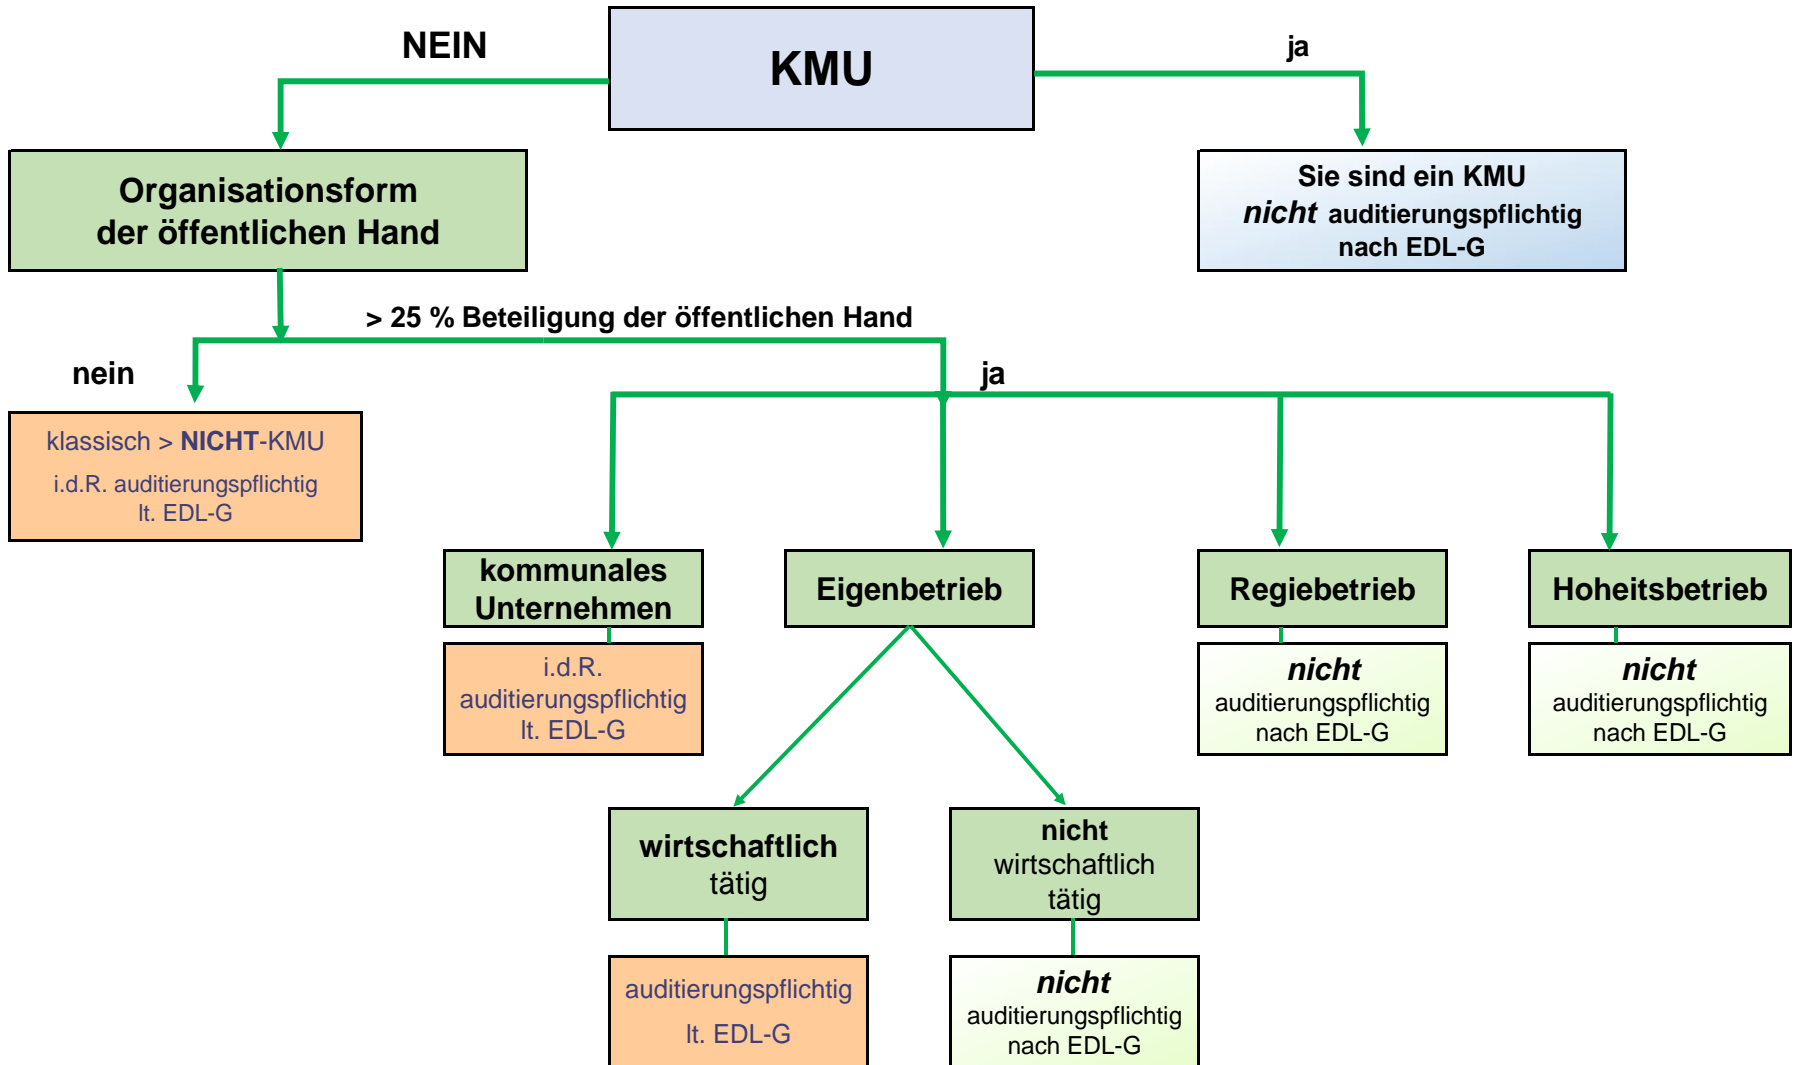 NEIN
KMU
ja
Organisationsform
der öffentlichen Hand
Sie sind ein KMU
nicht auditierungspflichtig
nach EDL-G
> 25 % Beteiligung der öffentlichen Hand
nein
ja
klassisch > NICHT-KMU
i.d.R. auditierungspflichtig
lt. EDL-G
kommunales
Unternehmen
Eigenbetrieb
Regiebetrieb
Hoheitsbetrieb
i.d.R.
auditierungspflichtig
lt. EDL-G
nicht
auditierungspflichtig
nach EDL-G
nicht
auditierungspflichtig
nach EDL-G
wirtschaftlich
tätig
nicht
wirtschaftlich
tätig
auditierungspflichtig
lt. EDL-G
nicht
auditierungspflichtig
nach EDL-G